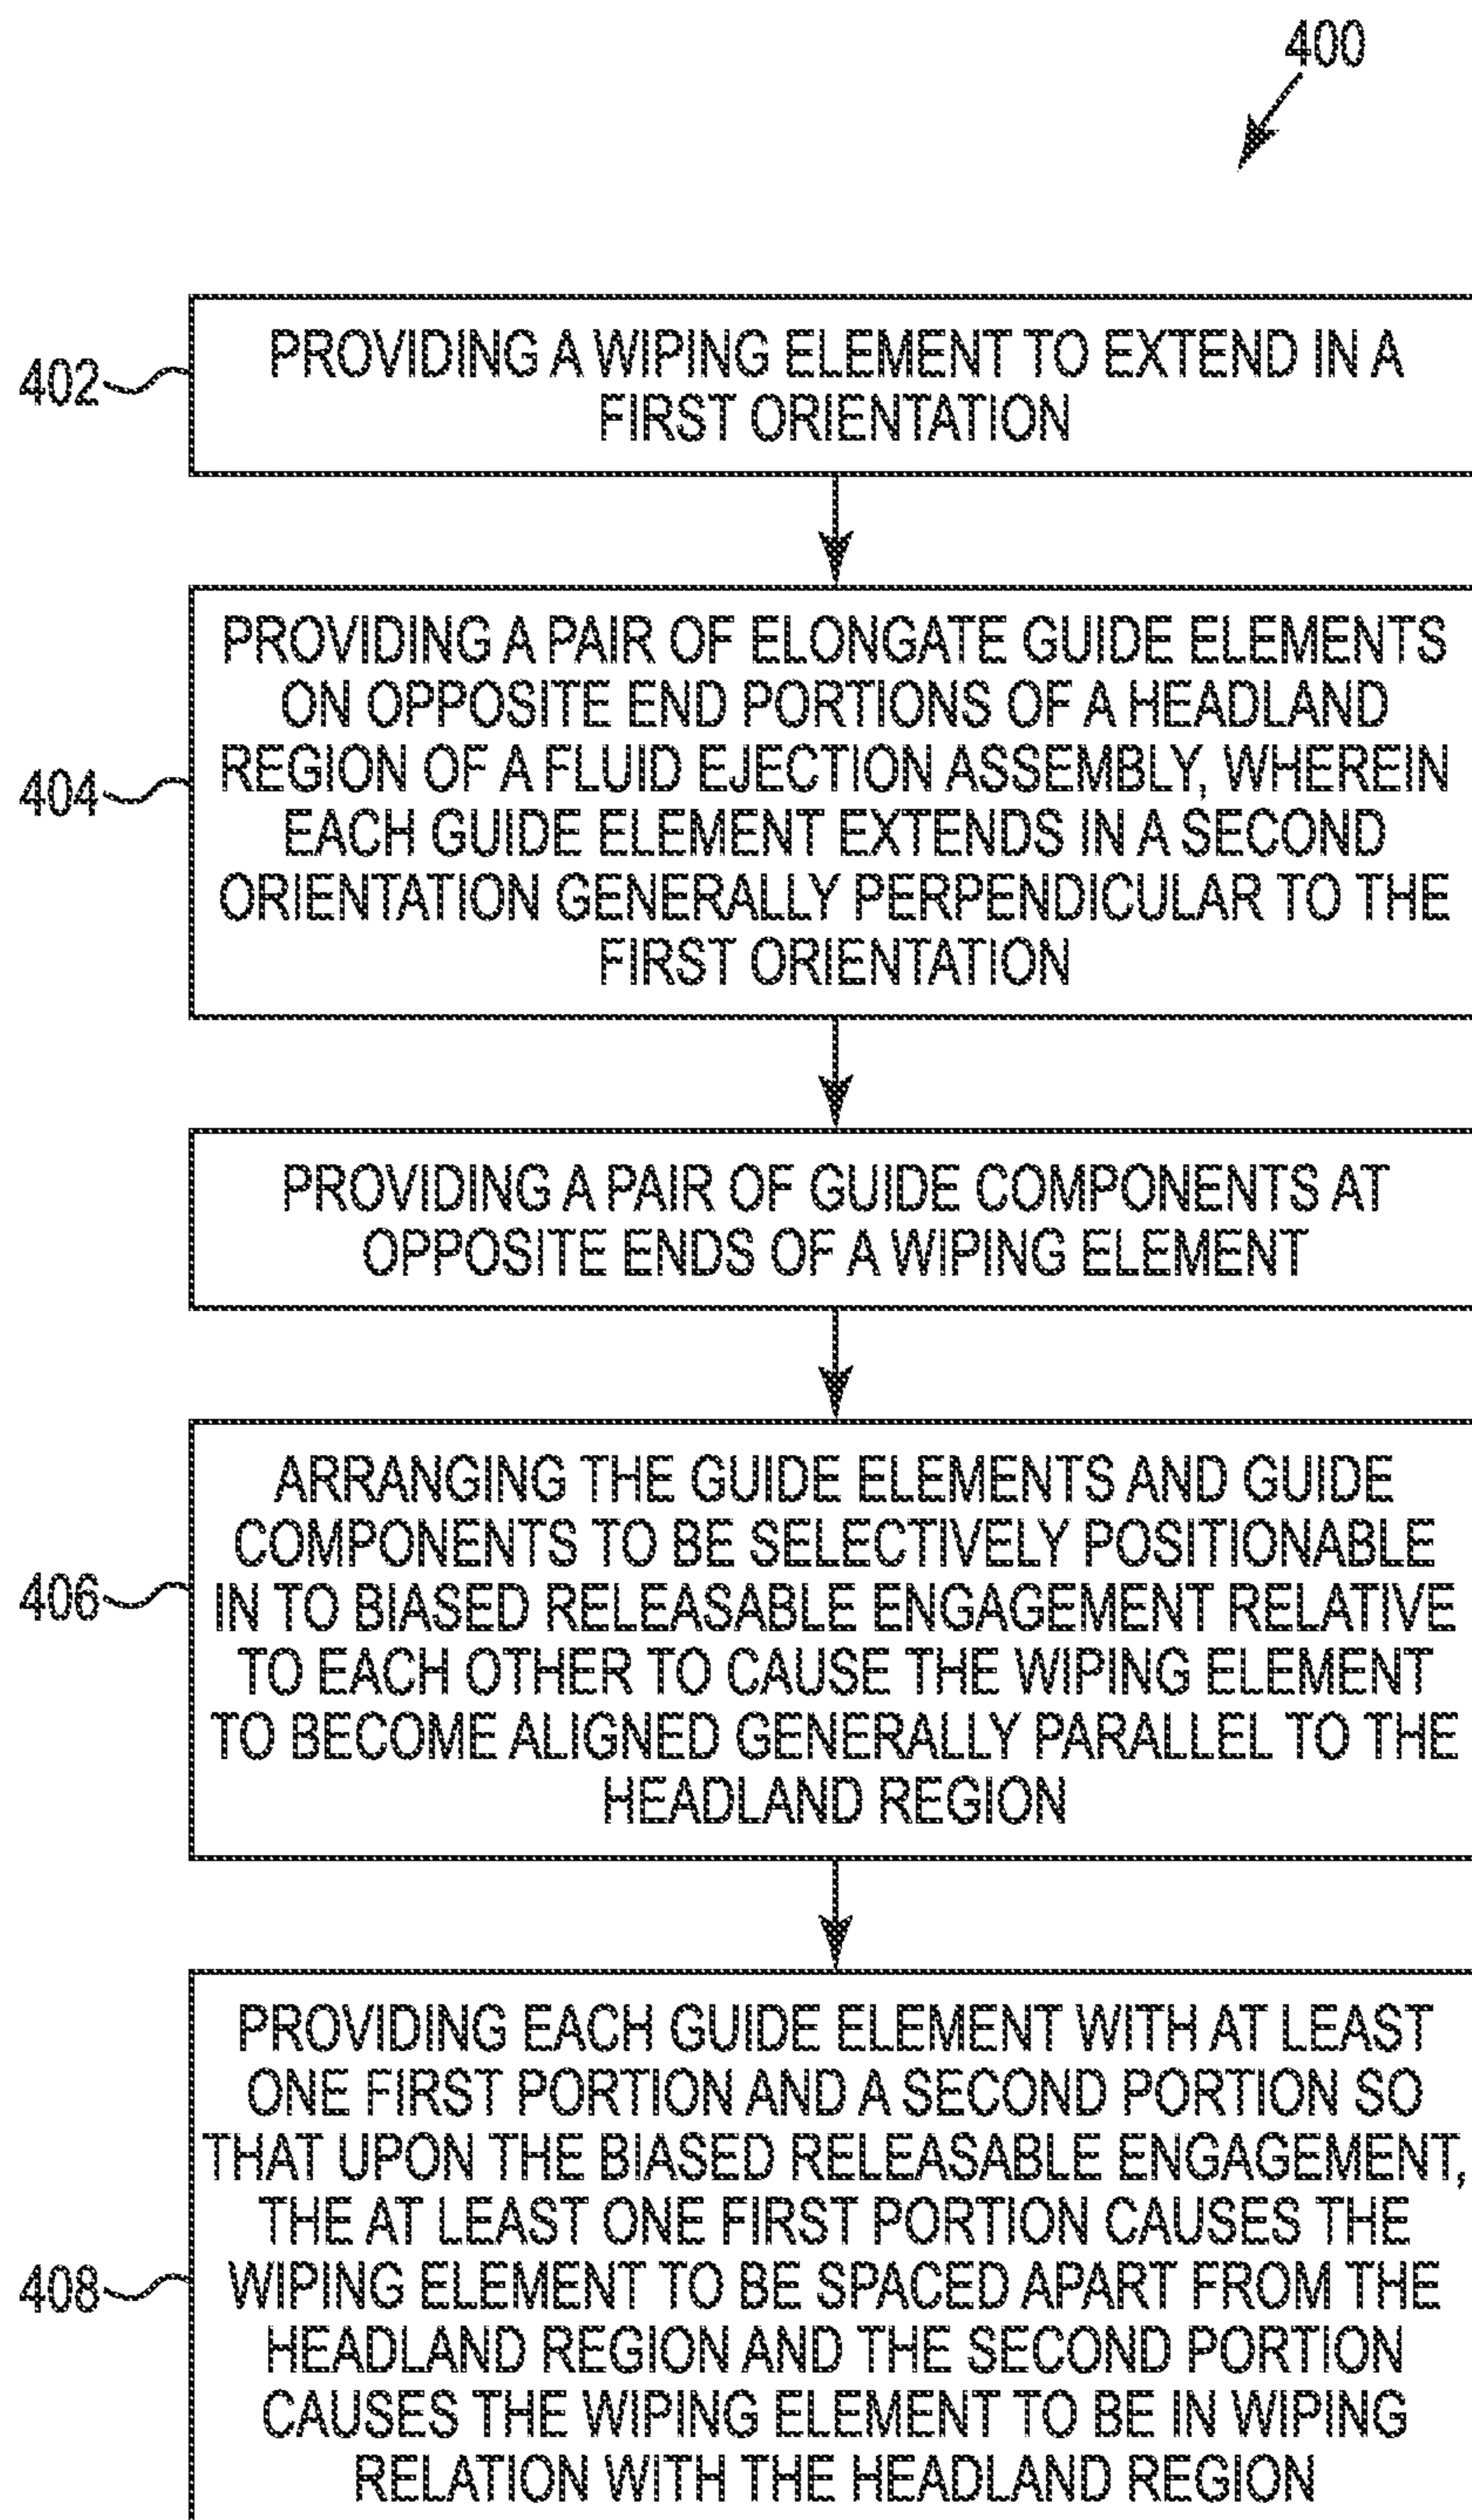 400
402
PROVIDING A WIPING ELEMENT TO EXTEND IN A
FIRST ORIENTATION
404
PROVIDING A PAIR OF ELONGATE GUIDE ELEMENTS
ON OPPOSITE END PORTIONS OF A HEADLAND
REGION OF A FLUID EJECTION ASSEMBLY, WHEREIN
EACH GUIDE ELEMENT EXTENDS IN A SECOND
ORIENTATION GENERALLY PERPENDICULAR TO THE
FIRST ORIENTATION
PROVIDING A PAIR OF GUIDE COMPONENTS AT
OPPOSITE ENDS OF A WIPING ELEMENT
406
ARRANGING THE GUIDE ELEMENTS AND GUIDE
COMPONENTS TO BE SELECTIVELY POSITIONABLE
IN TO BIASED RELEASABLE ENGAGEMENT RELATIVE
TO EACH OTHER TO CAUSE THE WIPING ELEMENT
TO BECOME ALIGNED GENERALLY PARALLEL TO THE
HEADLAND REGION
408
PROVIDING EACH GUIDE ELEMENT WITH AT LEAST
ONE FIRST PORTION AND A SECOND PORTION SO
THAT UPON THE BIASED RELEASABLE ENGAGEMENT,
THE AT LEAST ONE FIRST PORTION CAUSES THE
WIPING ELEMENT TO BE SPACED APART FROM THE
HEADLAND REGION AND THE SECOND PORTION
CAUSES THE WIPING ELEMENT TO BE IN WIPING
RELATION WITH THE HEADLAND REGION